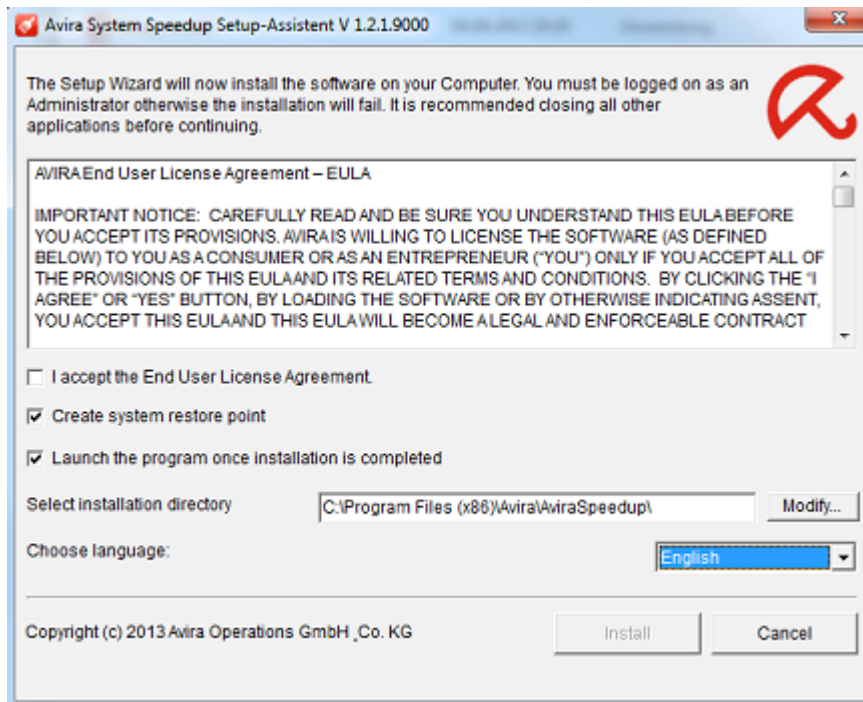 Avira System Speedup Setup-Assistent V 1.2.1.9000
The Setup Wizard will now install the software on your Computer. You must be logged on as an
Administrator otherwise the installation will fail. It is recommended closing all other
applications before continuing.
AVIRA End User License Agreement – EULA
IMPORTANT NOTICE: CAREFULLY READ AND BE SURE YOU UNDERSTAND THIS EULA BEFORE
YOU ACCEPT ITS PROVISIONS. AVIRA IS WILLING TO LICENSE THE SOFTWARE (AS DEFINED
BELOW) TO YOU AS A CONSUMER OR AS AN ENTREPRENEUR (“YOU”) ONLY IF YOU ACCEPT ALL OF
THE PROVISIONS OF THIS EULA AND ITS RELATED TERMS AND CONDITIONS. BY CLICKING THE “I
AGREE” OR “YES” BUTTON, BY LOADING THE SOFTWARE OR BY OTHERWISE INDICATING ASSENT,
YOU ACCEPT THIS EULA AND THIS EULA WILL BECOME A LEGAL AND ENFORCEABLE CONTRACT
I accept the End User License Agreement.
Create system restore point
Launch the program once installation is completed
Select installation directory C:\Program Files (x86)\Avira\AviraSpeedup\ Modify...
Choose language: English
Copyright (c) 2013 Avira Operations GmbH _Co. KG Install Cancel